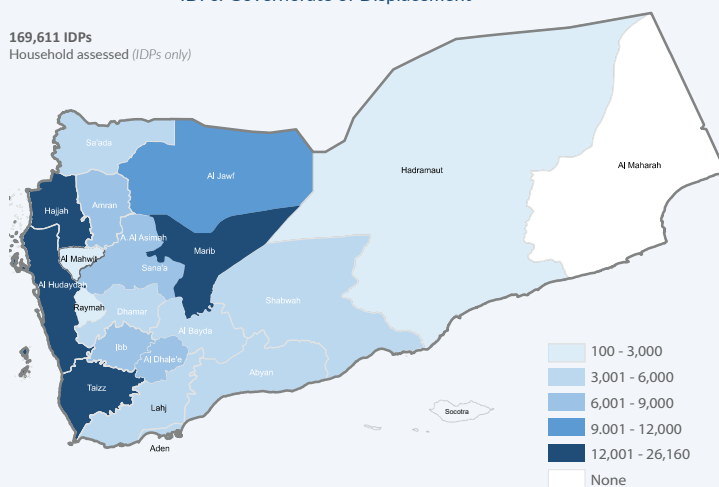 169,611 IDPs
Household assessed (IDPs only)
Sa'ada
Al Jawf
Hadramaut
Al Maharah
Hajjah
Amran
A. Al Asimah
Marib
Al Mahwit
Sana'a
Al Hudaydah
Raymah
Dhamar
Shabwah
Al Bayda
Ibb
Al Dhale'e
Abyan
Taizz
Lahj
Aden
Socotra
100 - 3,000
3,001 - 6,000
6,001 - 9,000
9.001 - 12,000
12,001 - 26,160
None